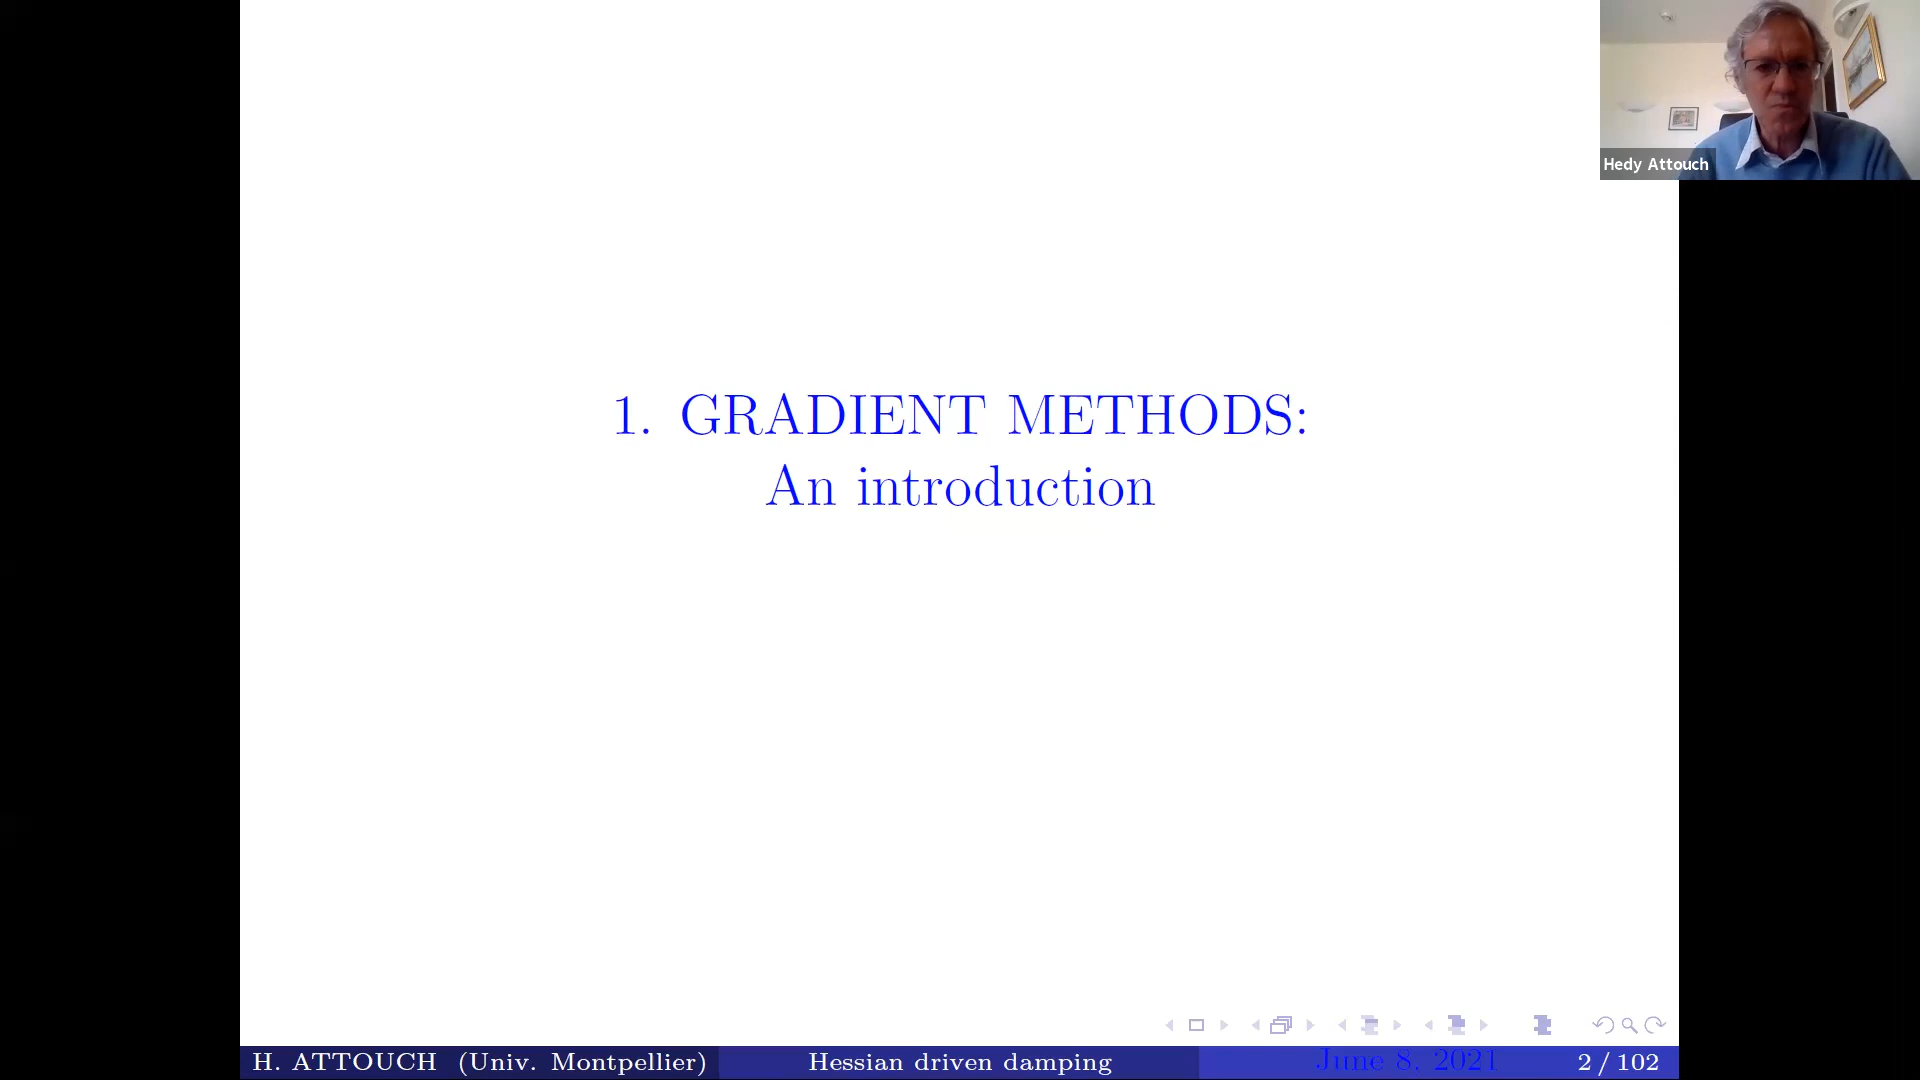 Hedy Attouch
1. GRADIENT METHODS:
An introduction
H. ATTOUCH (Univ. Montpellier)
Hessian driven damping
June 8, 2021
2 / 102